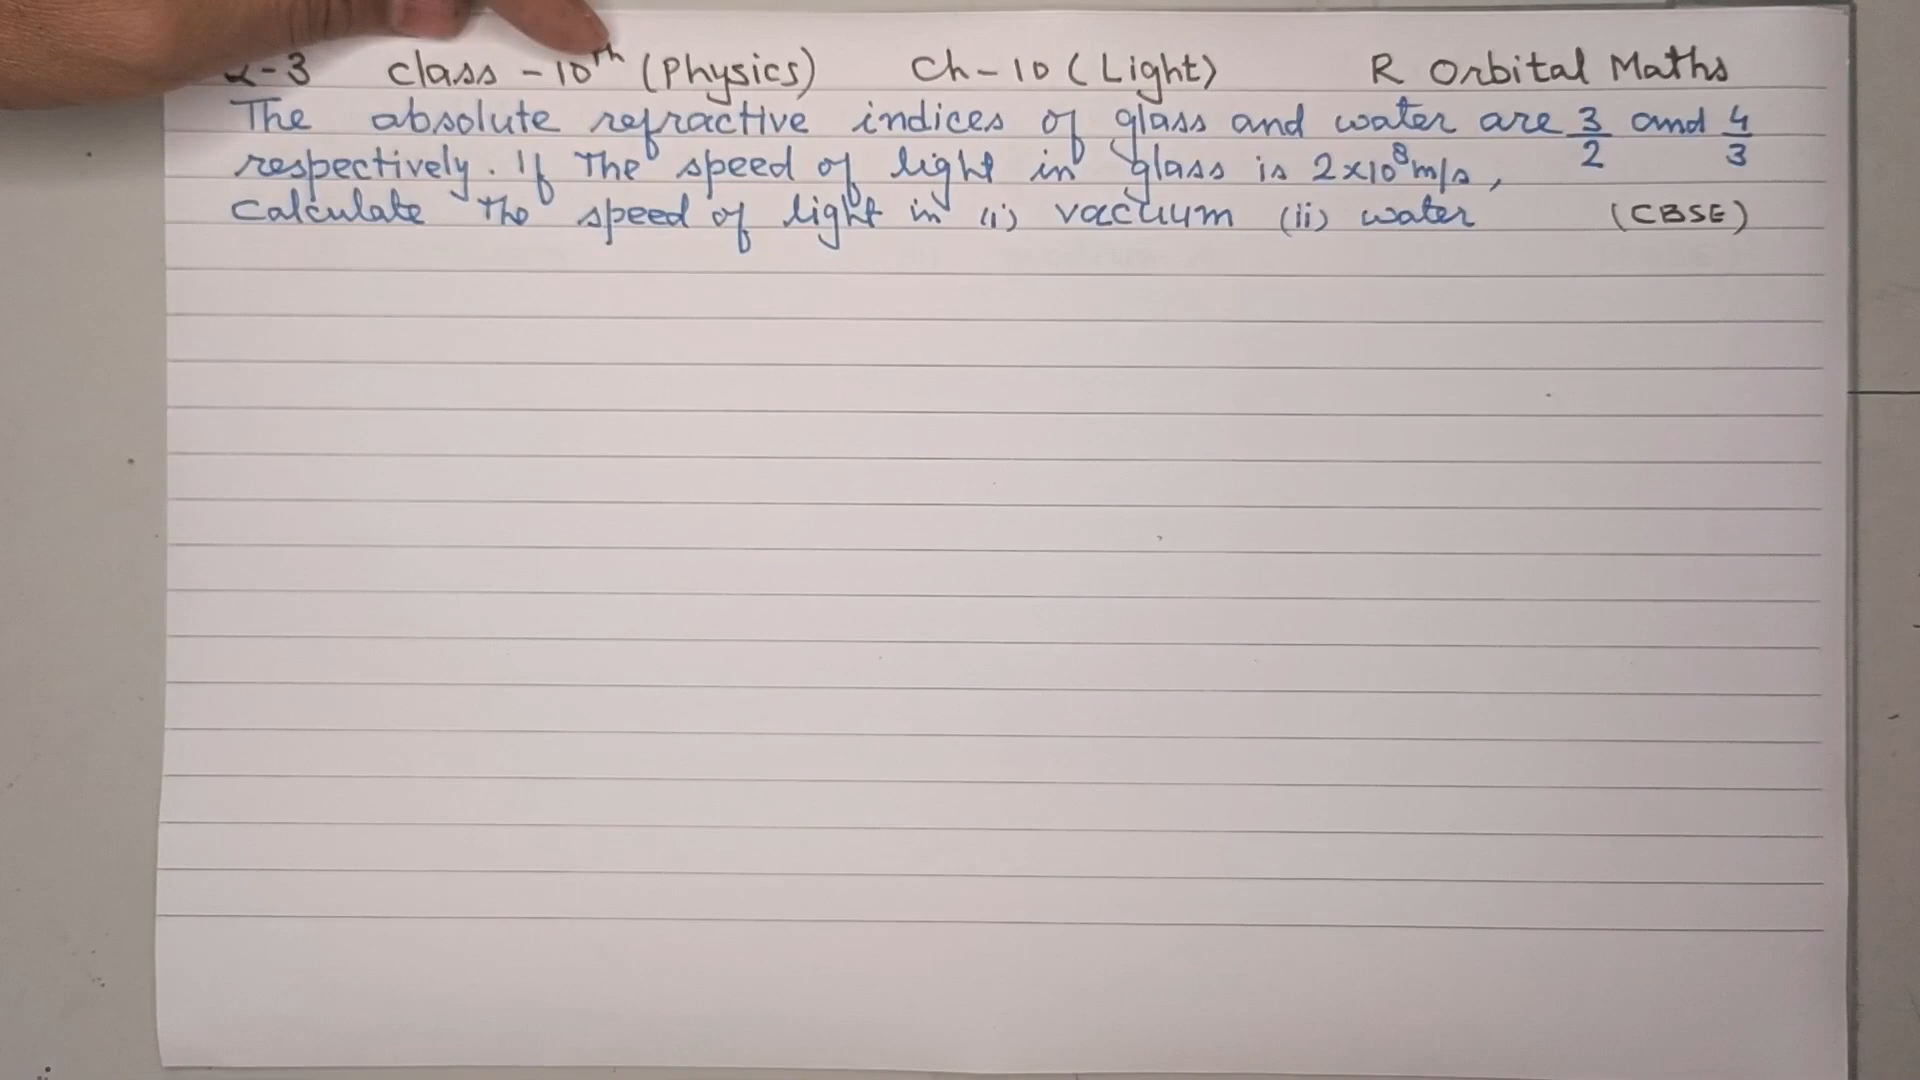 -3 Class - 10th (Physics) Ch-10 (Light) R Orbital Maths
The absolute refractive indices of glass and water are 3/2 and 4/3
respectively. If The speed of light in glass is 2x10⁸m/s,
Calculate The speed of light in (i) vacuum (ii) water (CBSE)